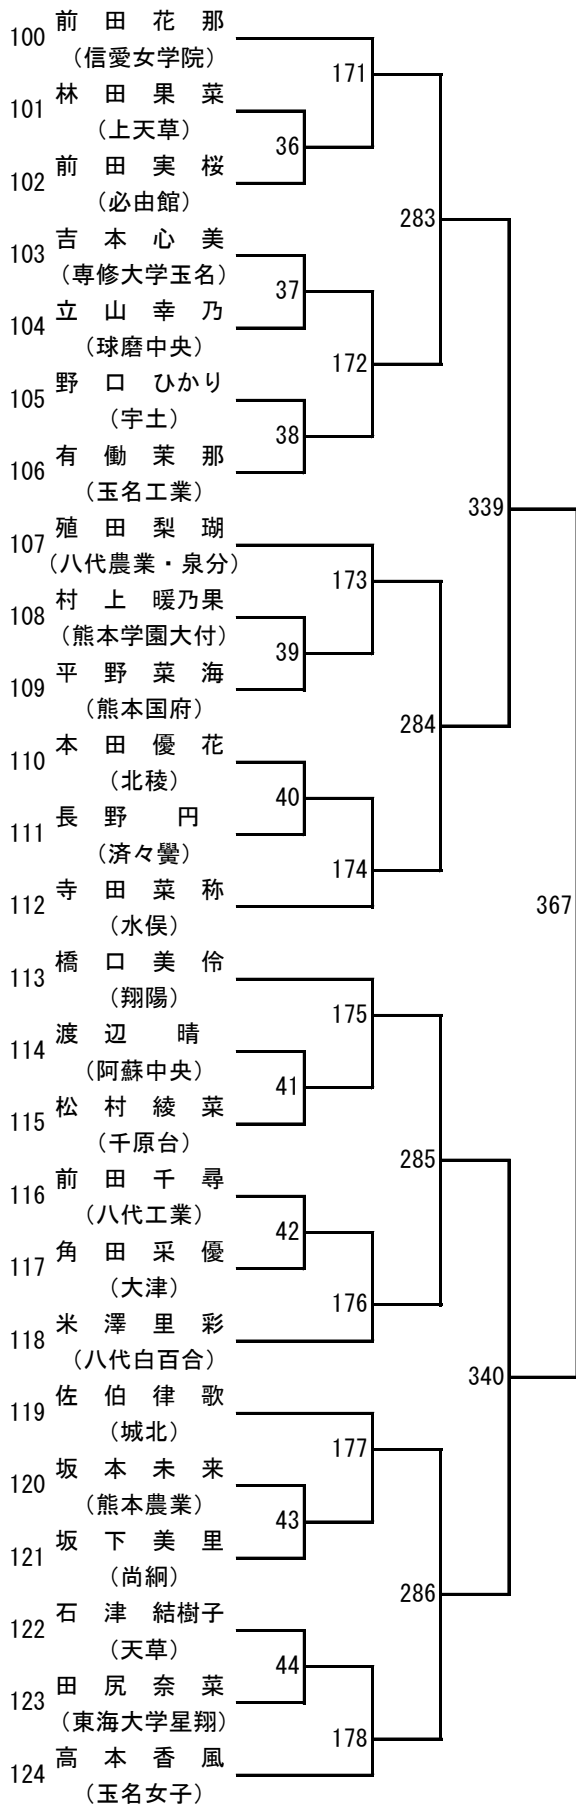 100 前 田 花 那
（信愛女学院）
171
101 林 田 果 菜
（上天草）
36
102 前 田 実 桜
（必由館）
283
103 吉 本 心 美
（専修大学玉名）
37
104 立 山 幸 乃
（球磨中央）
172
105 野 口 ひかり
（宇土）
38
106 有 働 茉 那
（玉名工業）
339
107 殖 田 梨 瑚
（八代農業・泉分）
173
108 村 上 暖乃果
（熊本学園大付）
39
109 平 野 菜 海
（熊本国府）
284
110 本 田 優 花
（北稜）
40
111 長 野 円
（済々黌）
174
112 寺 田 菜 称
（水俣）
367
113 橋 口 美 伶
（翔陽）
175
114 渡 辺 晴
（阿蘇中央）
41
115 松 村 綾 菜
（千原台）
285
116 前 田 千 尋
（八代工業）
42
117 角 田 采 優
（大津）
176
118 米 澤 里 彩
（八代白百合）
340
119 佐 伯 律 歌
（城北）
177
120 坂 本 未 来
（熊本農業）
43
121 坂 下 美 里
（尚絅）
286
122 石 津 結樹子
（天草）
44
123 田 尻 奈 菜
（東海大学星翔）
178
124 高 本 香 風
（玉名女子）